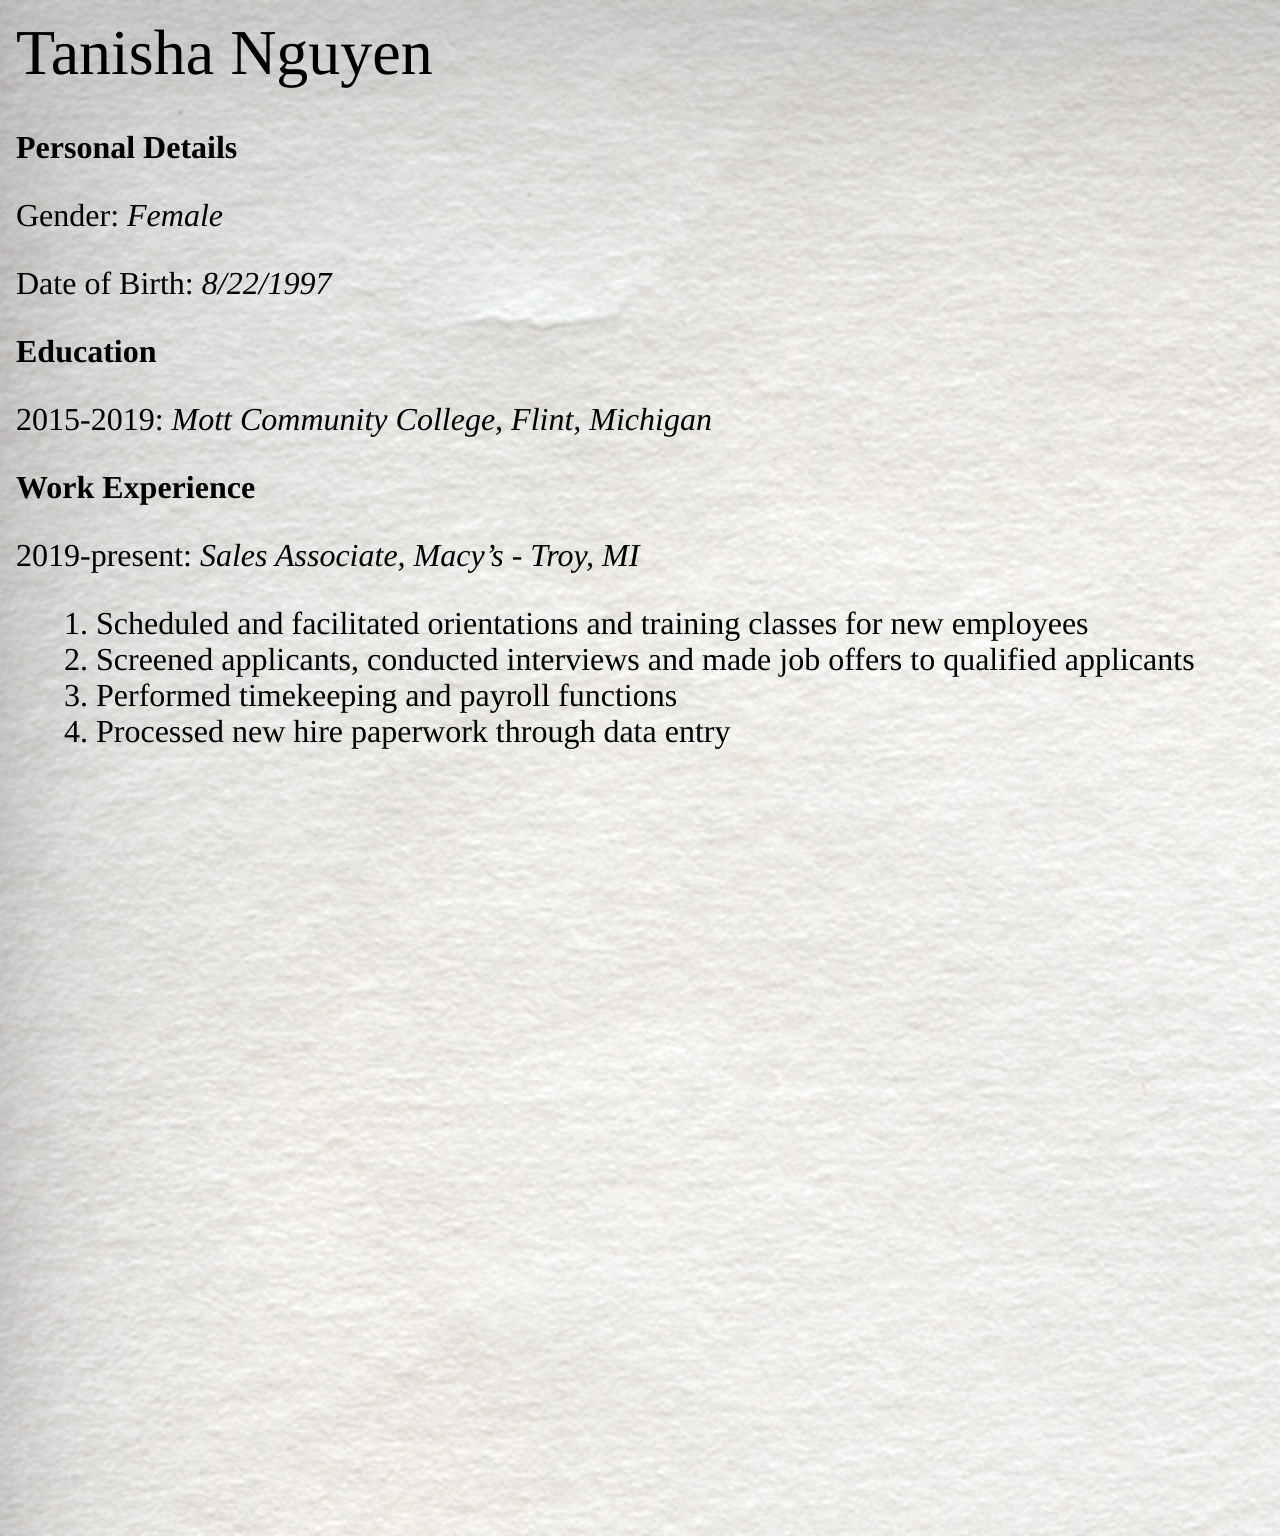 Tanisha Nguyen
Personal Details
Gender: Female
Date of Birth: 8/22/1997
Education
2015-2019: Mott Community College, Flint, Michigan
Work Experience
2019-present: Sales Associate, Macy’s - Troy, MI
1. Scheduled and facilitated orientations and training classes for new employees
2. Screened applicants, conducted interviews and made job offers to qualified applicants
3. Performed timekeeping and payroll functions
4. Processed new hire paperwork through data entry